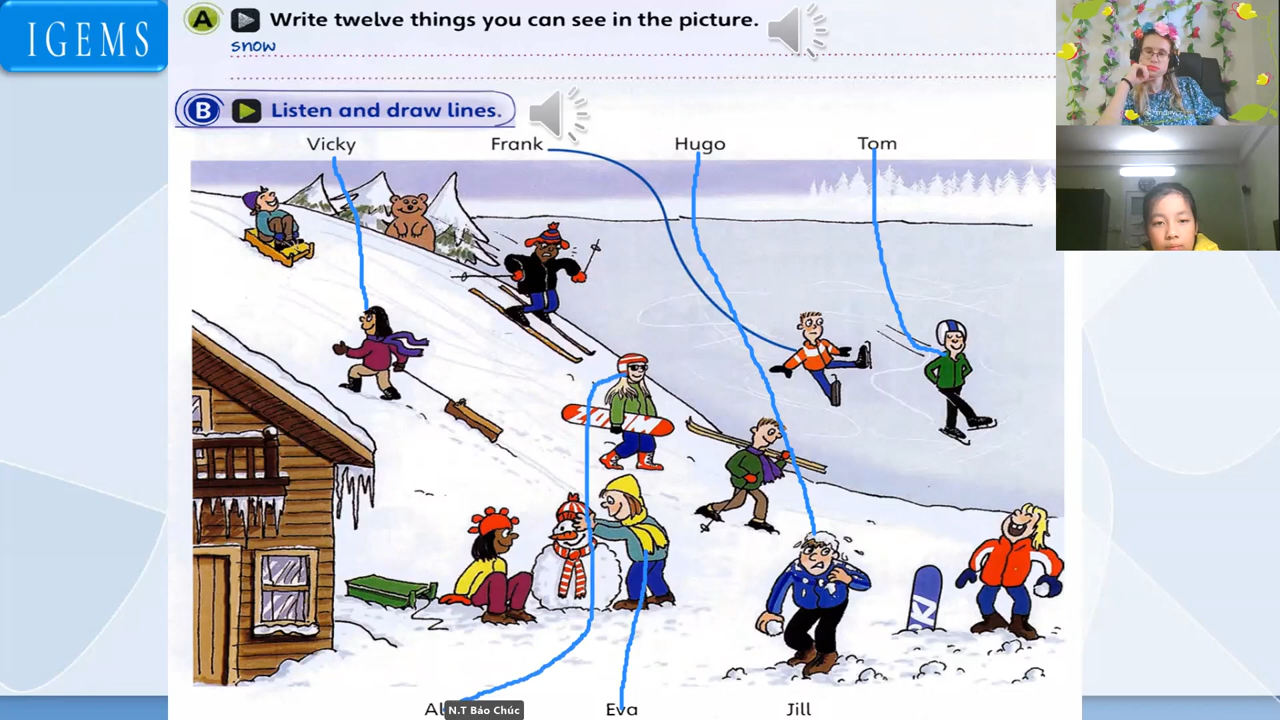 IGEMS
A Write twelve things you can see in the picture.
snow
B Listen and draw lines.
Vicky Frank Hugo Tom
N.T Bảo Chúc Eva Jill